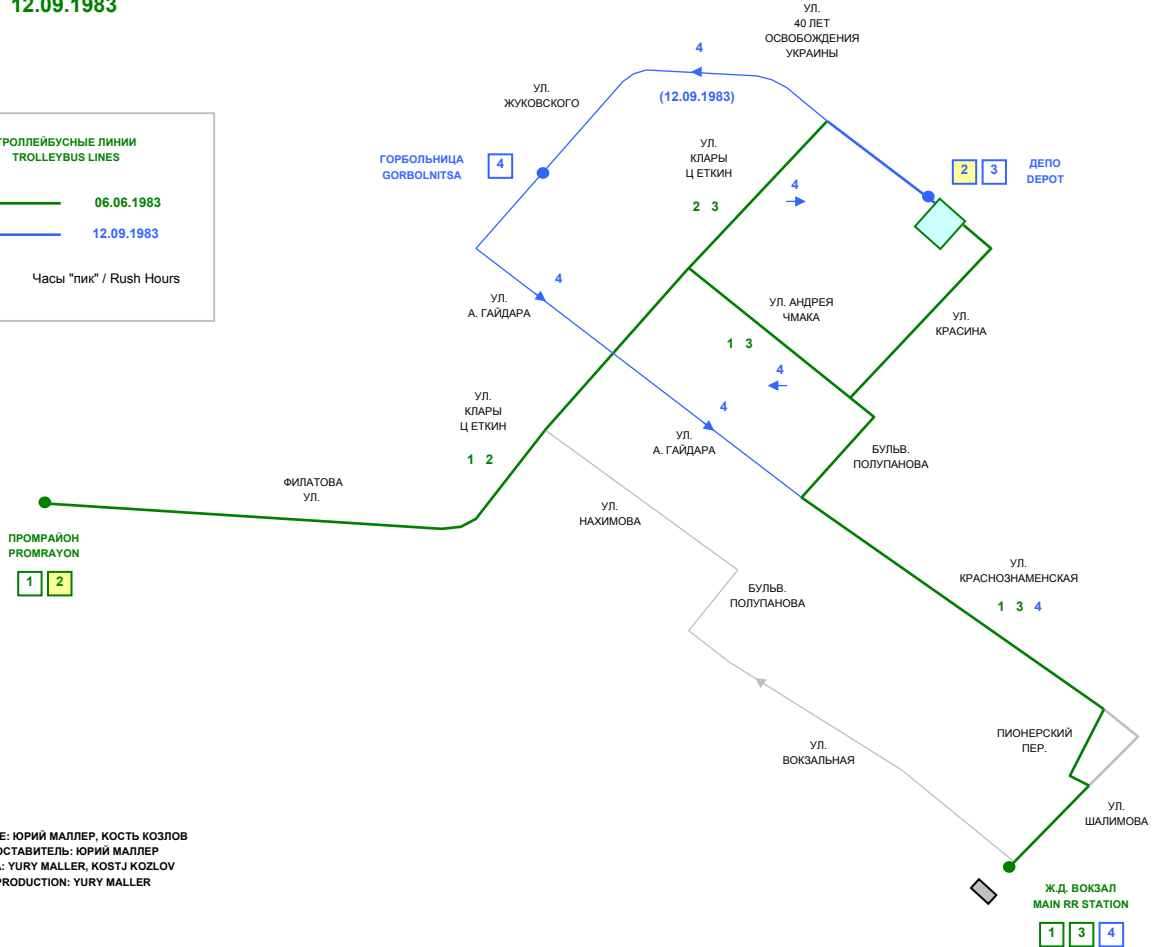 12.09.1983
УЛ.
40 ЛЕТ
ОСВОБОЖДЕНИЯ
УКРАИНЫ
4
(12.09.1983)
УЛ.
ЖУКОВСКОГО
РОЛЛЕЙБУСНЫЕ ЛИНИИ
TROLLEYBUS LINES
06.06.1983
12.09.1983
Часы "пик" / Rush Hours
ГОРБОЛЬНИЦА
GORBOLNITSA
4
УЛ.
КЛАРЫ
Ц ЕТКИН
2 3
4
2 3
ДЕПО
DEPOT
4
УЛ.
А. ГАЙДАРА
УЛ. АНДРЕЯ
ЧМАКА
1 3
УЛ.
КРАСИНА
4
4
УЛ.
А. ГАЙДАРА
УЛ.
КЛАРЫ
Ц ЕТКИН
1 2
БУЛЬВ.
ПОЛУПАНОВА
ФИЛАТОВА
УЛ.
УЛ.
НАХИМОВА
ПРОМРАЙОН
PROMRAYON
1 2
УЛ.
КРАСНОЗНАМЕНСКАЯ
1 3 4
БУЛЬВ.
ПОЛУПАНОВА
ПИОНЕРСКИЙ
ПЕР.
УЛ.
ВОКЗАЛЬНАЯ
УЛ.
ШАЛИМОВА
Е: ЮРИЙ МАЛЛЕР, КОСТЬ КОЗЛОВ
ОСТАВИТЕЛЬ: ЮРИЙ МАЛЛЕР
: YURY MALLER, KOSTJ KOZLOV
PRODUCTION: YURY MALLER
Ж.Д. ВОКЗАЛ
MAIN RR STATION
1 3 4